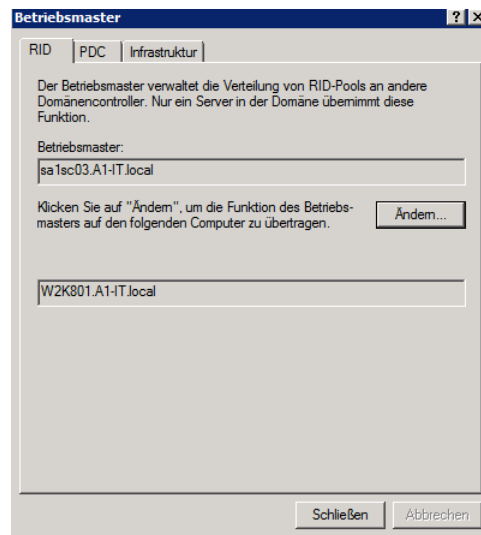 Betriebsmaster
RID
PDC
Infrastruktur
Der Betriebsmaster verwaltet die Verteilung von RID-Pools an andere
Domänencontroller. Nur ein Server in der Domäne übernimmt diese
Funktion.
Betriebsmaster:
sa1sc03.A1-IT.local
Klicken Sie auf "Ändern", um die Funktion des Betriebs-
masters auf den folgenden Computer zu übertragen.
Ändern...
W2K801.A1-IT.local
Schließen
Abbrechen